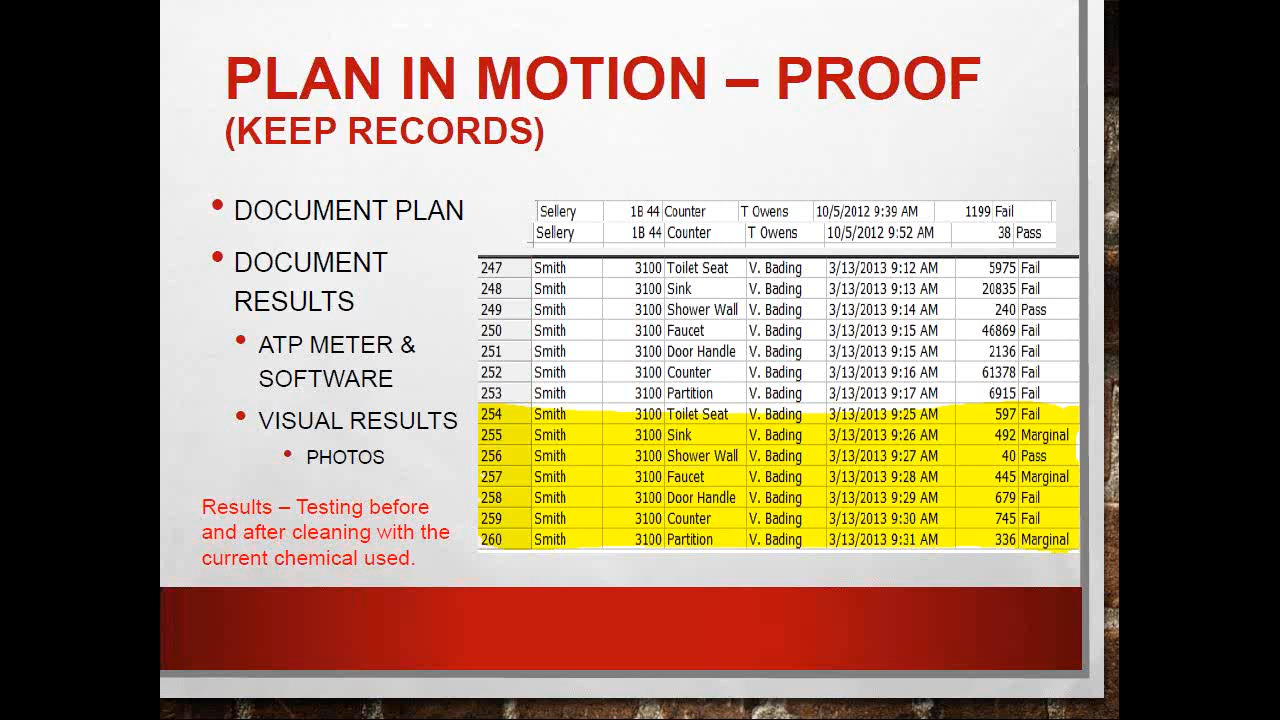 PLAN IN MOTION – PROOF
(KEEP RECORDS)
• DOCUMENT PLAN
• DOCUMENT
RESULTS
• ATP METER &
SOFTWARE
• VISUAL RESULTS
• PHOTOS
Results – Testing before
and after cleaning with the
current chemical used.
Sellery 1B 44 Counter T Owens 10/5/2012 9:39 AM 1199 Fail
Sellery 1B 44 Counter T Owens 10/5/2012 9:52 AM 38 Pass
247 Smith 3100 Toilet Seat V. Bading 3/13/2013 9:12 AM 5975 Fail
248 Smith 3100 Sink V. Bading 3/13/2013 9:13 AM 20835 Fail
249 Smith 3100 Shower Wall V. Bading 3/13/2013 9:14 AM 240 Pass
250 Smith 3100 Faucet V. Bading 3/13/2013 9:15 AM 46869 Fail
251 Smith 3100 Door Handle V. Bading 3/13/2013 9:15 AM 2136 Fail
252 Smith 3100 Counter V. Bading 3/13/2013 9:16 AM 61378 Fail
253 Smith 3100 Partition V. Bading 3/13/2013 9:17 AM 6915 Fail
254 Smith 3100 Toilet Seat V. Bading 3/13/2013 9:25 AM 597 Fail
255 Smith 3100 Sink V. Bading 3/13/2013 9:26 AM 492 Marginal
256 Smith 3100 Shower Wall V. Bading 3/13/2013 9:27 AM 40 Pass
257 Smith 3100 Faucet V. Bading 3/13/2013 9:28 AM 445 Marginal
258 Smith 3100 Door Handle V. Bading 3/13/2013 9:29 AM 679 Fail
259 Smith 3100 Counter V. Bading 3/13/2013 9:30 AM 745 Fail
260 Smith 3100 Partition V. Bading 3/13/2013 9:31 AM 336 Marginal